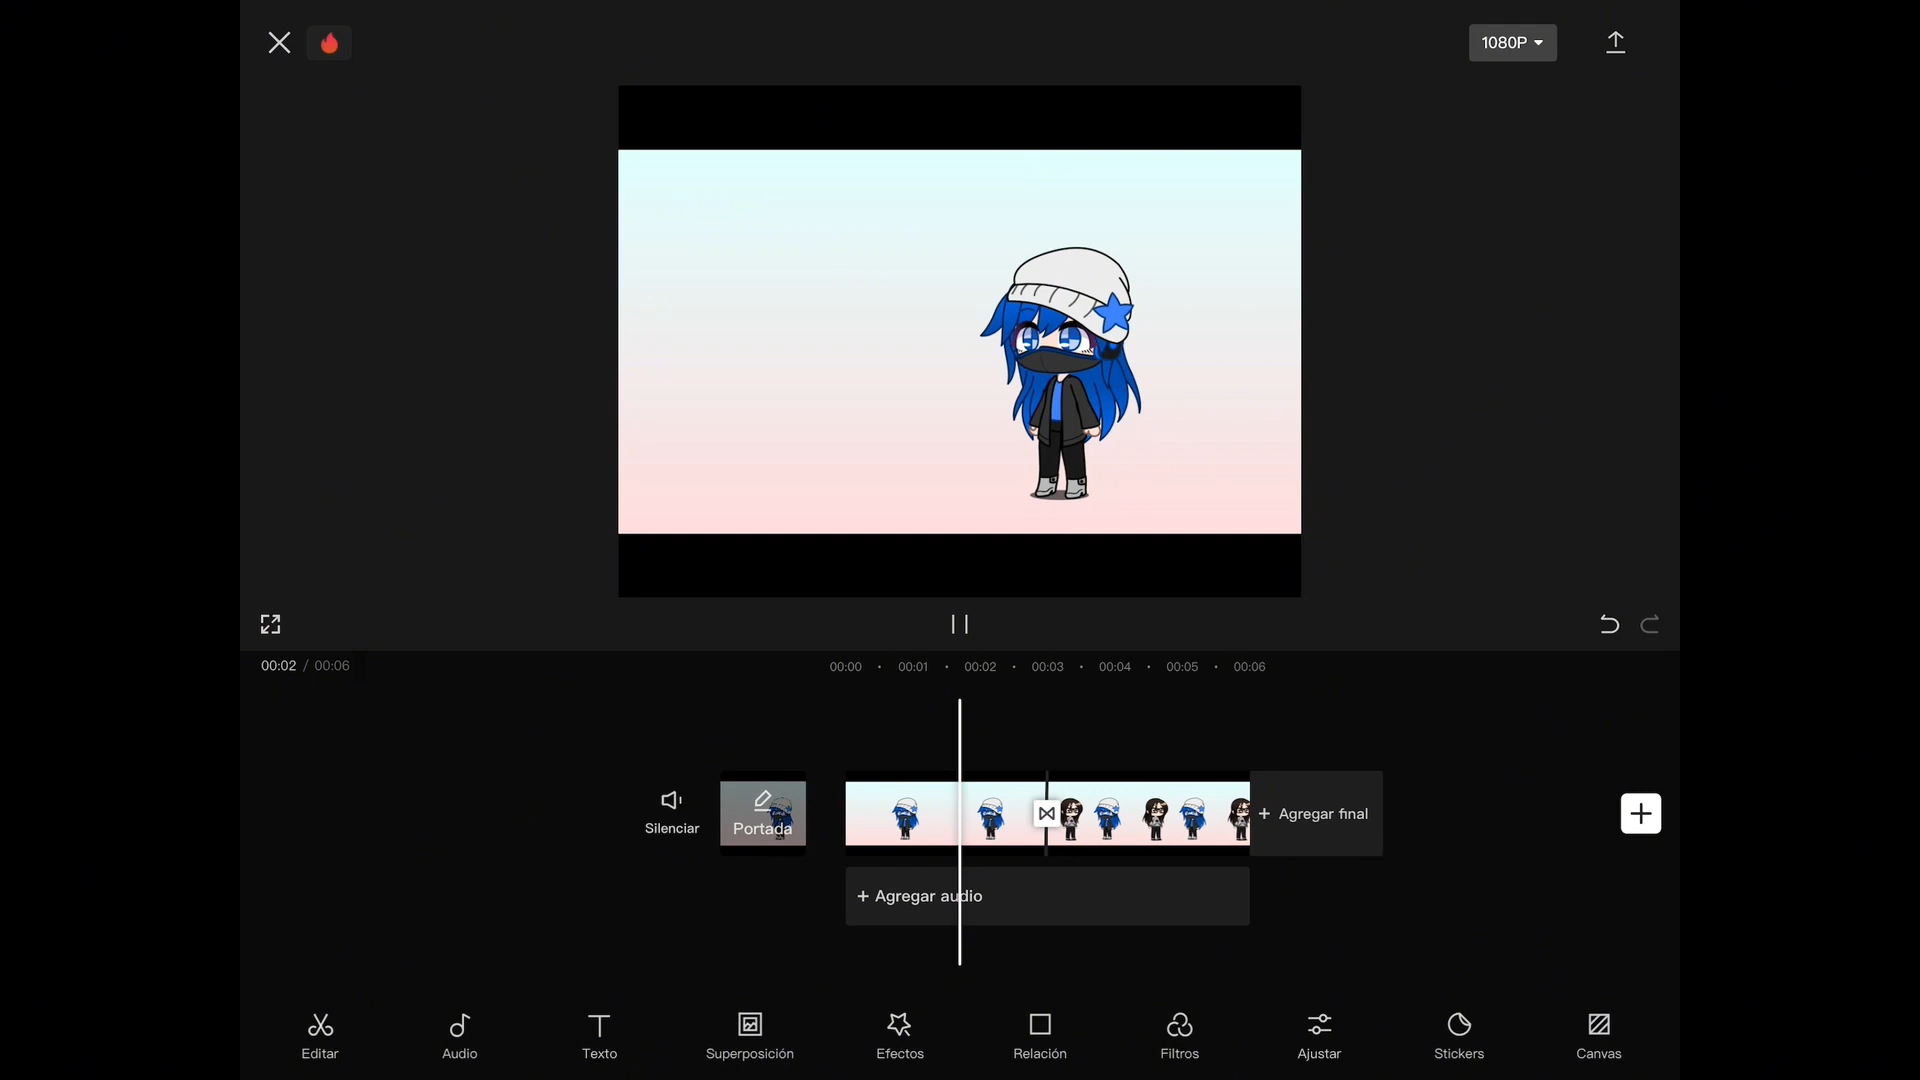 1080P
00:02 / 00:06
00:00 · 00:01 · 00:02 · 00:03 · 00:04 · 00:05 · 00:06
Silenciar
Portada
+ Agregar final
+ Agregar audio
Editar
Audio
Texto
Superposición
Efectos
Relación
Filtros
Ajustar
Stickers
Canvas